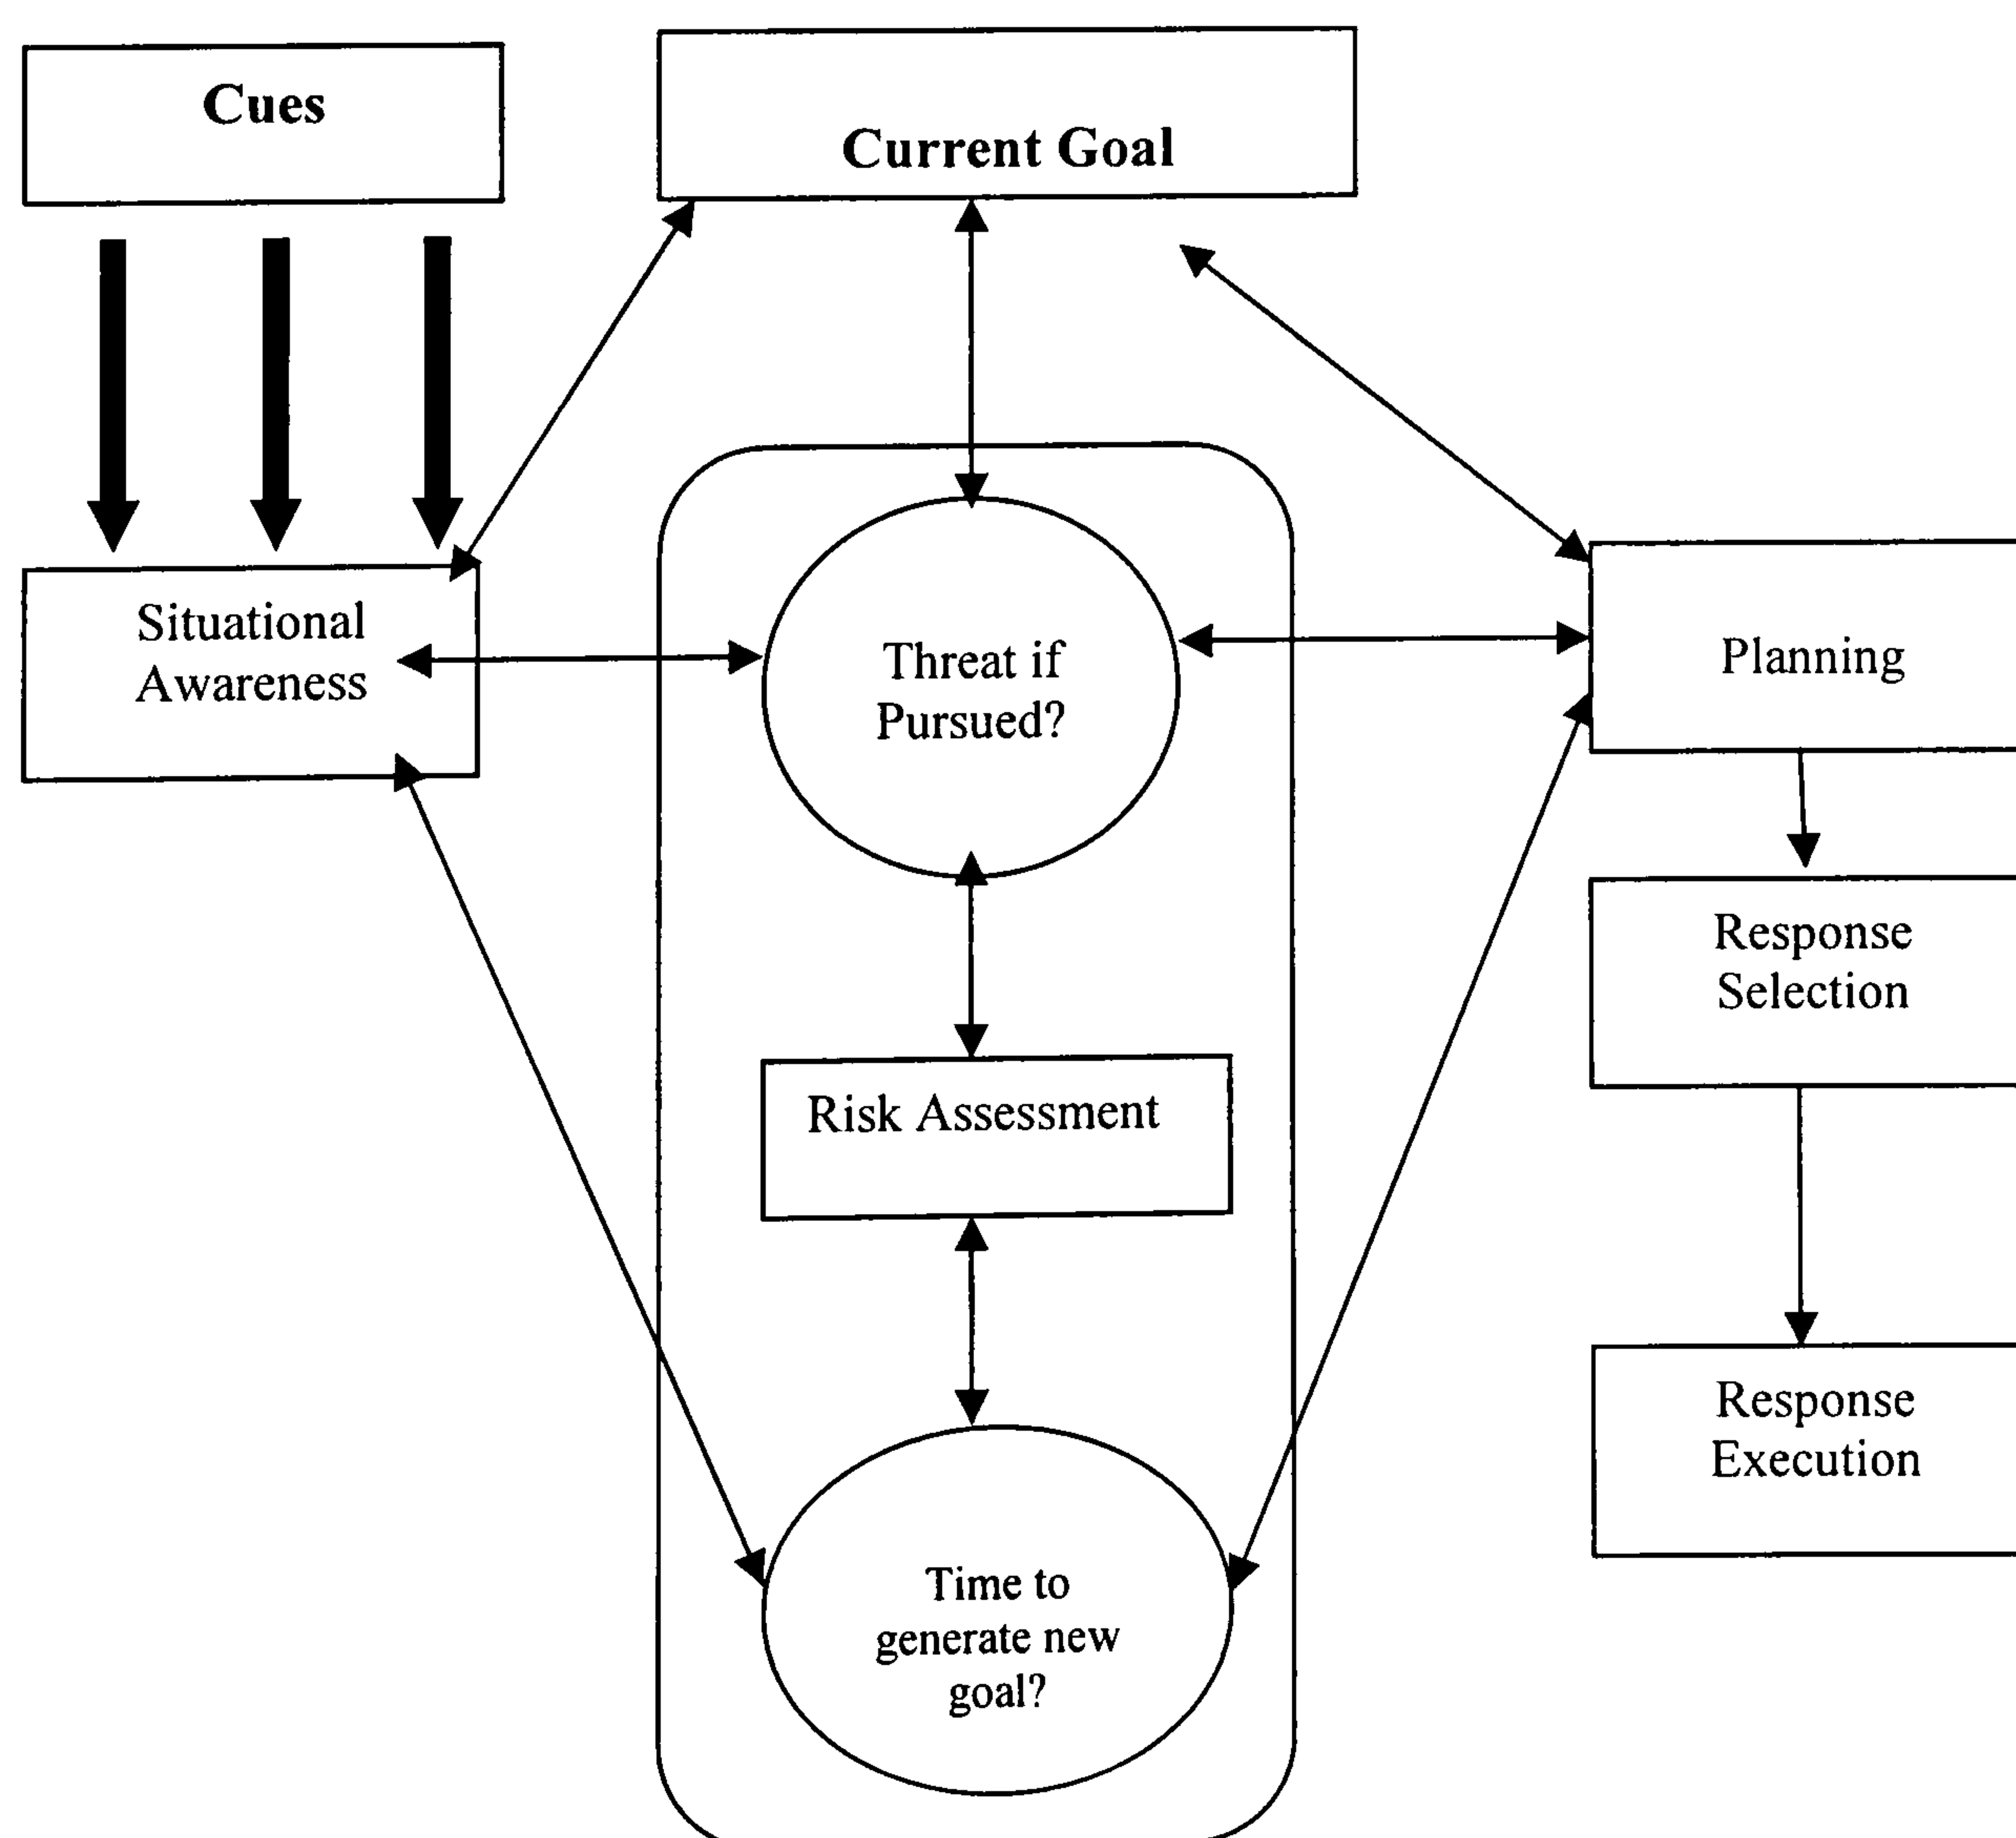 Cues
Current Goal
Situational
Awareness
Threat if
Pursued?
Planning
Response
Selection
Risk Assessment
Response
Execution
Time to
generate new
goal?